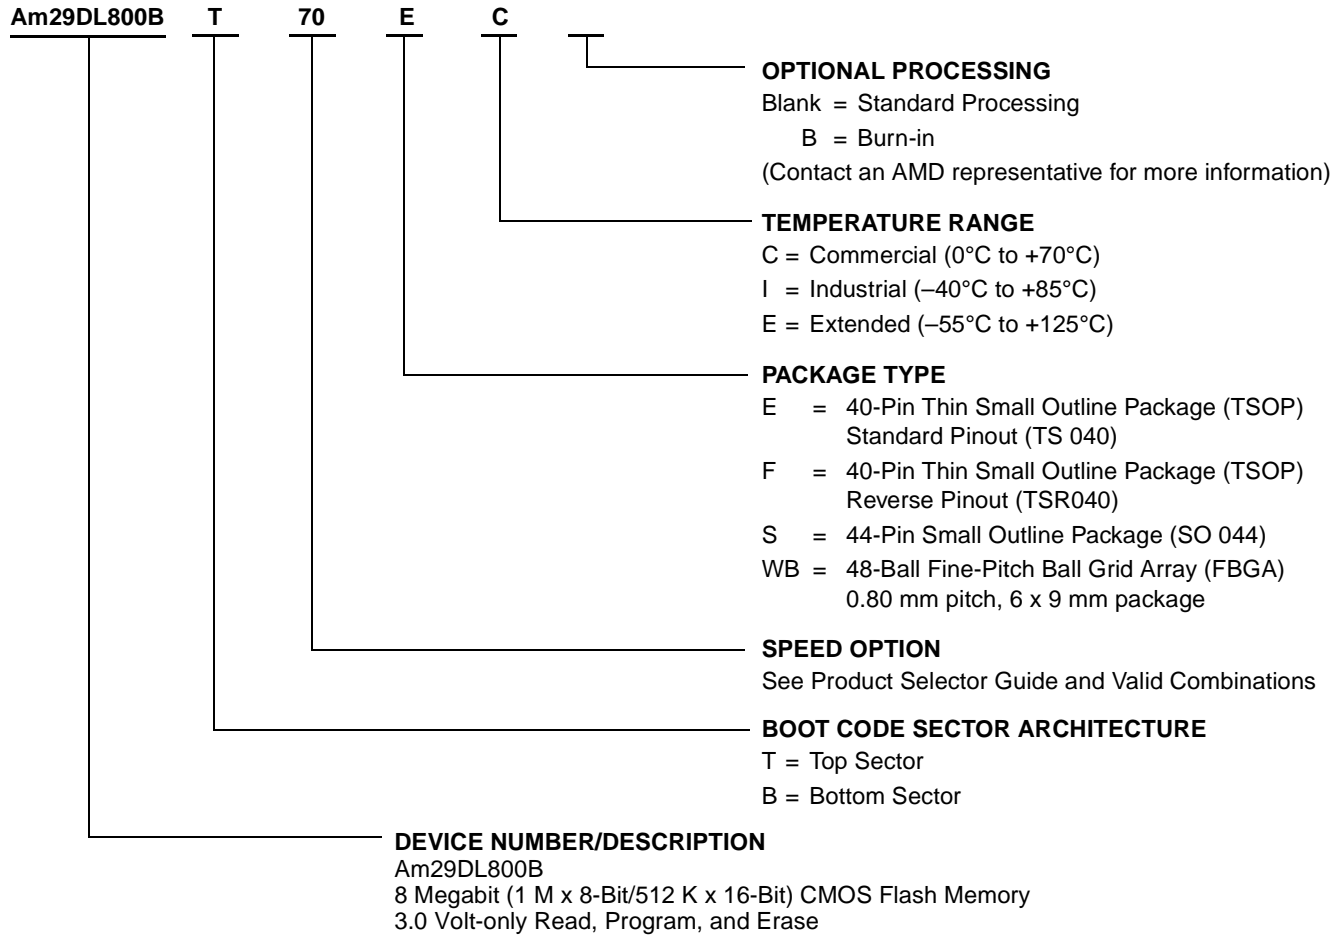 Am29DL800B T 70 E C
OPTIONAL PROCESSING
Blank = Standard Processing
B = Burn-in
(Contact an AMD representative for more information)
TEMPERATURE RANGE
C = Commercial (0°C to +70°C)
I = Industrial (–40°C to +85°C)
E = Extended (–55°C to +125°C)
PACKAGE TYPE
E = 40-Pin Thin Small Outline Package (TSOP)
Standard Pinout (TS 040)
F = 40-Pin Thin Small Outline Package (TSOP)
Reverse Pinout (TSR040)
S = 44-Pin Small Outline Package (SO 044)
WB = 48-Ball Fine-Pitch Ball Grid Array (FBGA)
0.80 mm pitch, 6 x 9 mm package
SPEED OPTION
See Product Selector Guide and Valid Combinations
BOOT CODE SECTOR ARCHITECTURE
T = Top Sector
B = Bottom Sector
DEVICE NUMBER/DESCRIPTION
Am29DL800B
8 Megabit (1 M x 8-Bit/512 K x 16-Bit) CMOS Flash Memory
3.0 Volt-only Read, Program, and Erase